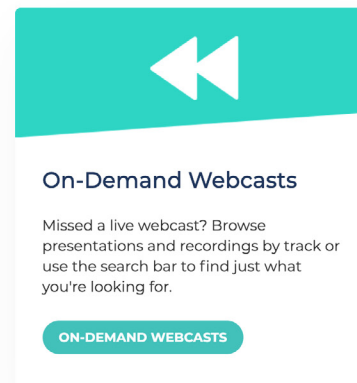 On-Demand Webcasts
Missed a live webcast? Browse
presentations and recordings by track or
use the search bar to find just what
you're looking for.
ON-DEMAND WEBCASTS